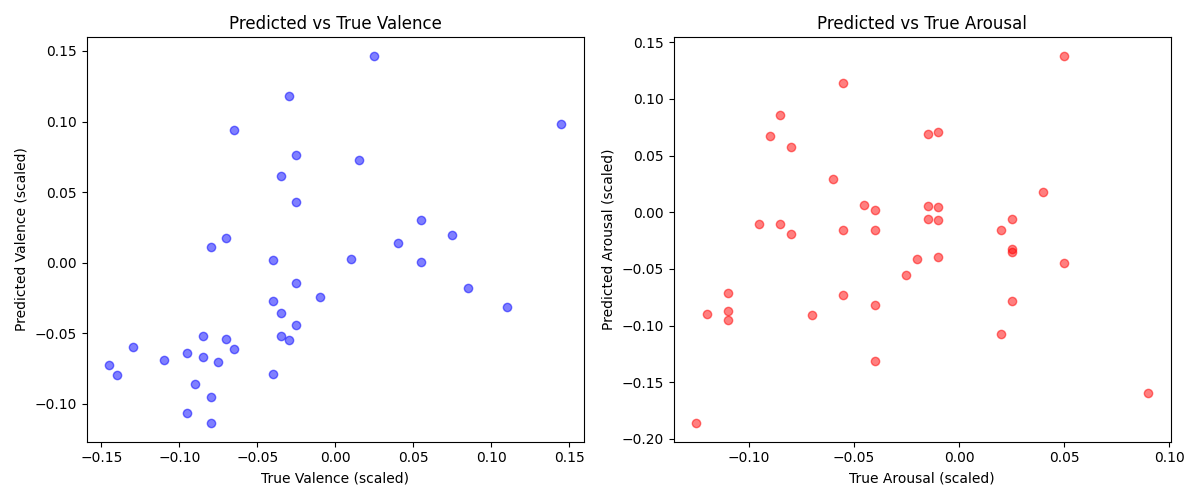 Predicted vs True Valence
Predicted Valence (scaled)
0.15
0.10
0.05
0.00
−0.05
−0.10
−0.15 −0.10 −0.05 0.00 0.05 0.10 0.15
True Valence (scaled)
Predicted vs True Arousal
Predicted Arousal (scaled)
0.15
0.10
0.05
0.00
−0.05
−0.10
−0.15
−0.20
−0.10 −0.05 0.00 0.05 0.10
True Arousal (scaled)